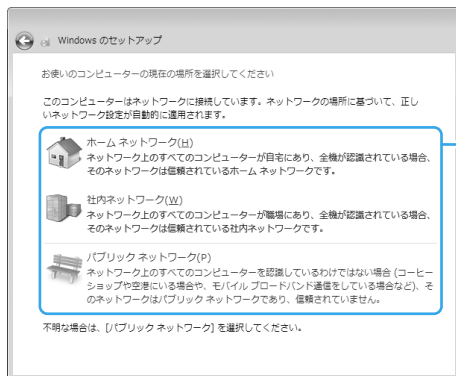 Windows のセットアップ
お使いのコンピューターの現在の場所を選択してください
このコンピューターはネットワークに接続しています。ネットワークの場所に基づいて、正し
いネットワーク設定が自動的に適用されます。
ホーム ネットワーク(H)
ネットワーク上のすべてのコンピューターが自宅にあり、全機が認識されている場合、
そのネットワークは信頼されているホーム ネットワークです。
社内ネットワーク(W)
ネットワーク上のすべてのコンピューターが職場にあり、全機が認識されている場合、
そのネットワークは信頼されている社内ネットワークです。
パブリック ネットワーク(P)
ネットワーク上のすべてのコンピューターを認識しているわけではない場合 (コーヒー
ショップや空港にいる場合や、モバイル ブロードバンド通信をしている場合など)、そ
のネットワークはパブリック ネットワークであり、信頼されていません。
不明な場合は、[パブリック ネットワーク] を選択してください。